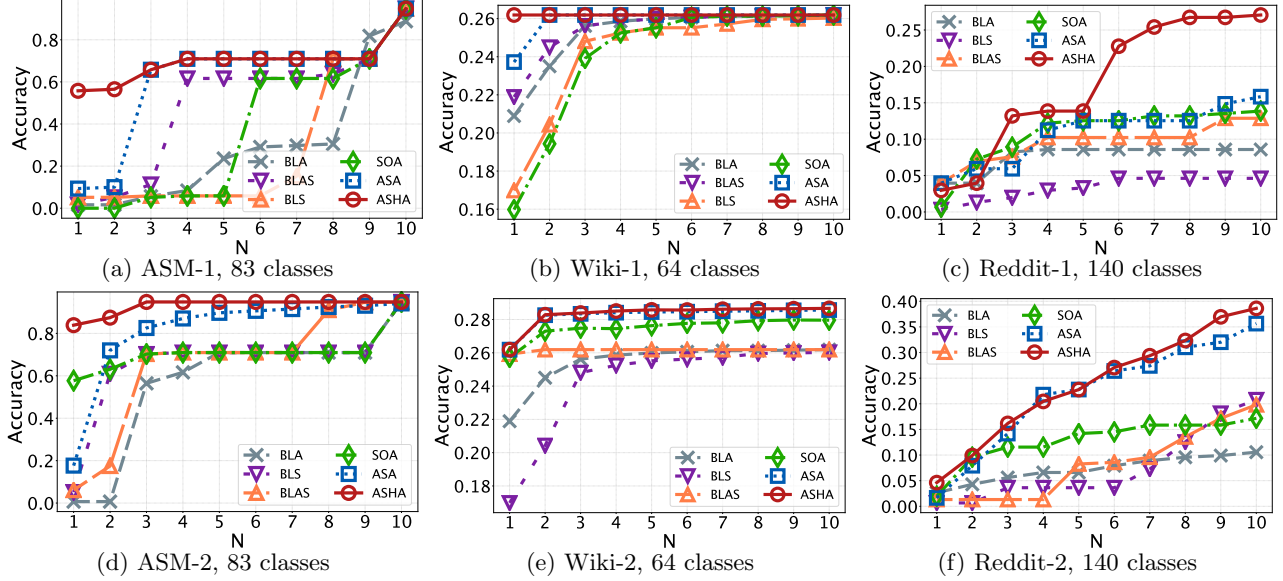 Accuracy
0.8
0.6
0.4
0.2
0.0
BLA
BLAS
BLS
SOA
ASA
ASHA
1 2 3 4 5 6 7 8 9 10
N
(a) ASM-1, 83 classes
Accuracy
0.26
0.24
0.22
0.20
0.18
0.16
BLA
BLAS
BLS
SOA
ASA
ASHA
1 2 3 4 5 6 7 8 9 10
N
(b) Wiki-1, 64 classes
Accuracy
0.25
0.20
0.15
0.10
0.05
0.00
BLA
BLS
BLAS
SOA
ASA
ASHA
1 2 3 4 5 6 7 8 9 10
N
(c) Reddit-1, 140 classes
Accuracy
0.8
0.6
0.4
0.2
0.0
BLA
BLS
BLAS
SOA
ASA
ASHA
1 2 3 4 5 6 7 8 9 10
N
(d) ASM-2, 83 classes
Accuracy
0.28
0.26
0.24
0.22
0.20
0.18
BLA
BLS
BLAS
SOA
ASA
ASHA
1 2 3 4 5 6 7 8 9 10
N
(e) Wiki-2, 64 classes
Accuracy
0.40
0.35
0.30
0.25
0.20
0.15
0.10
0.05
0.00
BLA
BLS
BLAS
SOA
ASA
ASHA
1 2 3 4 5 6 7 8 9 10
N
(f) Reddit-2, 140 classes